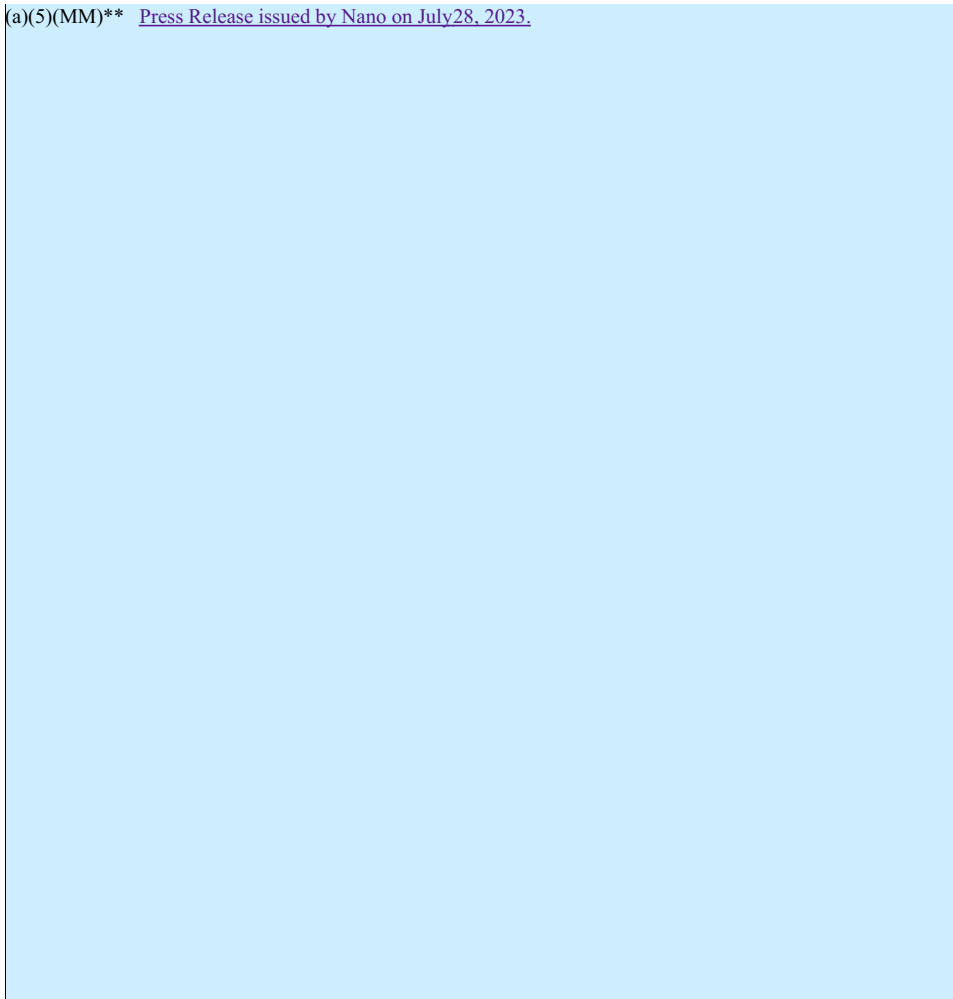 (a)(5)(MM)** Press Release issued by Nano on July28, 2023.